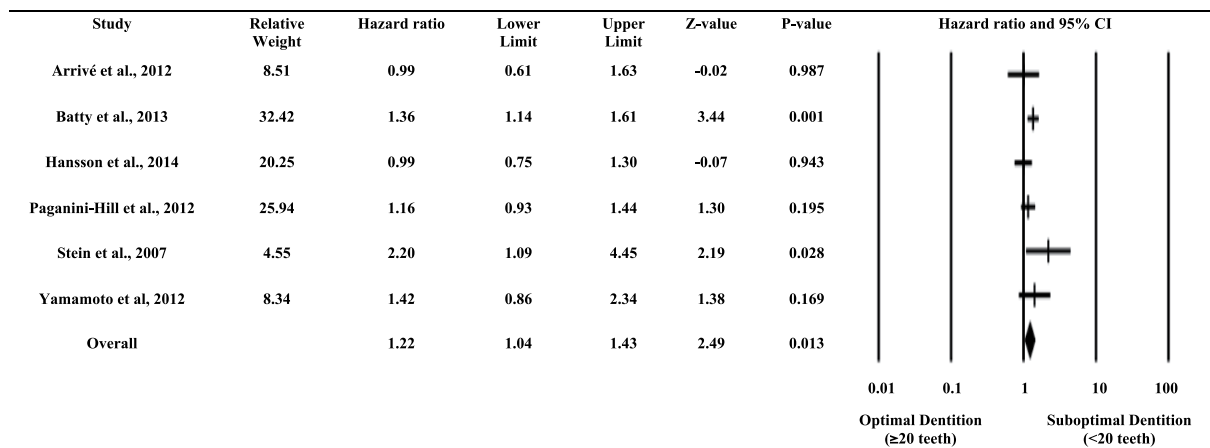 Study Relative Weight Hazard ratio Lower Limit Upper Limit Z-value P-value Hazard ratio and 95% CI
Arrivé et al., 2012 8.51 0.99 0.61 1.63 -0.02 0.987
Batty et al., 2013 32.42 1.36 1.14 1.61 3.44 0.001
Hansson et al., 2014 20.25 0.99 0.75 1.30 -0.07 0.943
Paganini-Hill et al., 2012 25.94 1.16 0.93 1.44 1.30 0.195
Stein et al., 2007 4.55 2.20 1.09 4.45 2.19 0.028
Yamamoto et al, 2012 8.34 1.42 0.86 2.34 1.38 0.169
Overall 1.22 1.04 1.43 2.49 0.013
0.01 0.1 1 10 100
Optimal Dentition Suboptimal Dentition
(≥20 teeth) (<20 teeth)